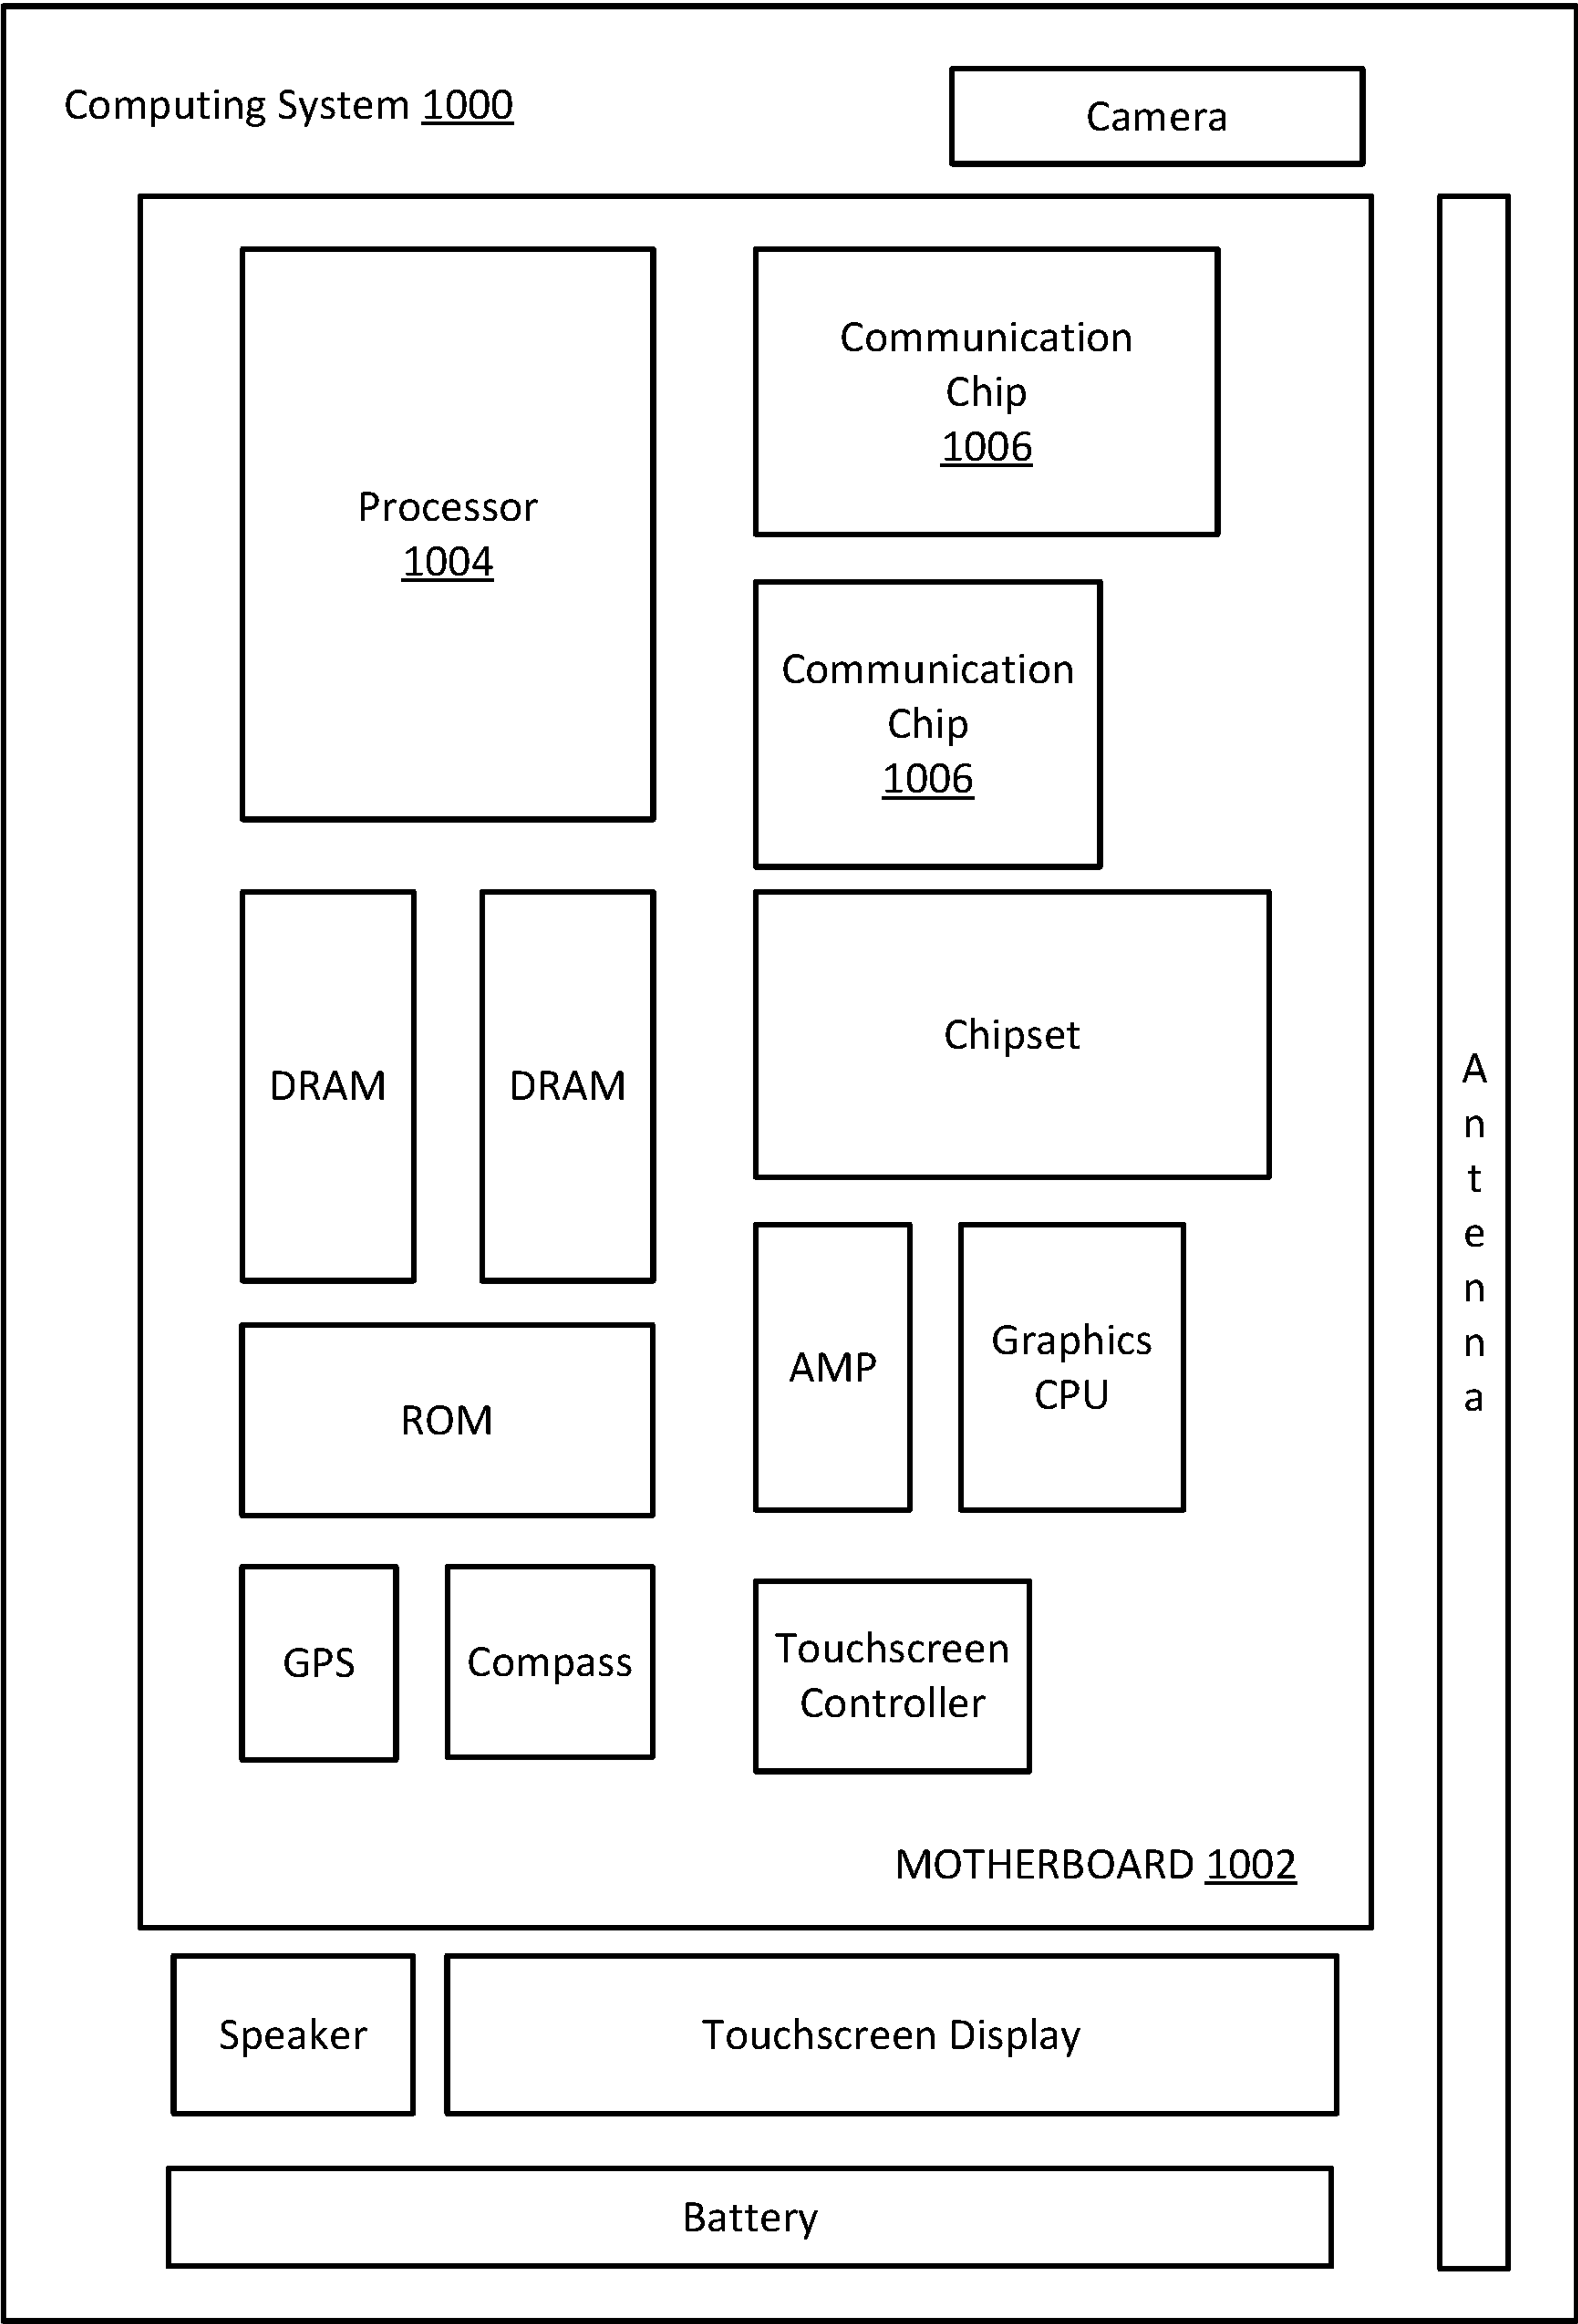 Computing System 1000
Camera
Processor
1004
Communication
Chip
1006
Communication
Chip
1006
DRAM
DRAM
Chipset
ROM
AMP
Graphics
CPU
GPS
Compass
Touchscreen
Controller
MOTHERBOARD 1002
Antenna
Speaker
Touchscreen Display
Battery